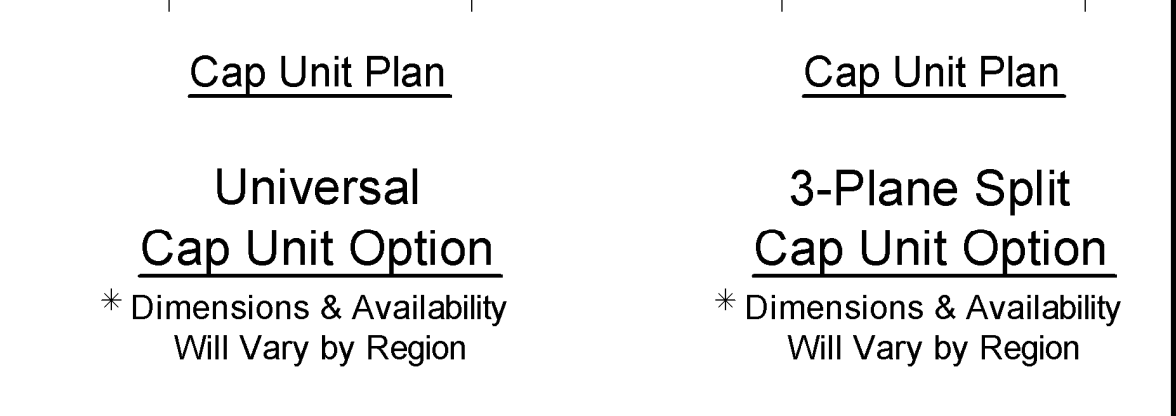 Cap Unit Plan
Universal
Cap Unit Option
* Dimensions & Availability
Will Vary by Region
Cap Unit Plan
3-Plane Split
Cap Unit Option
* Dimensions & Availability
Will Vary by Region